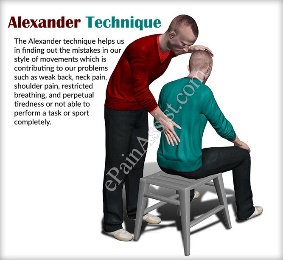 Alexander Technique
The Alexander technique helps us
in finding out the mistakes in our
style of movements which is
contributing to our problems
such as weak back, neck pain,
shoulder pain, restricted
breathing, and perpetual
tiredness or not able to
perform a task or sport
completely.
ePainAssist.com